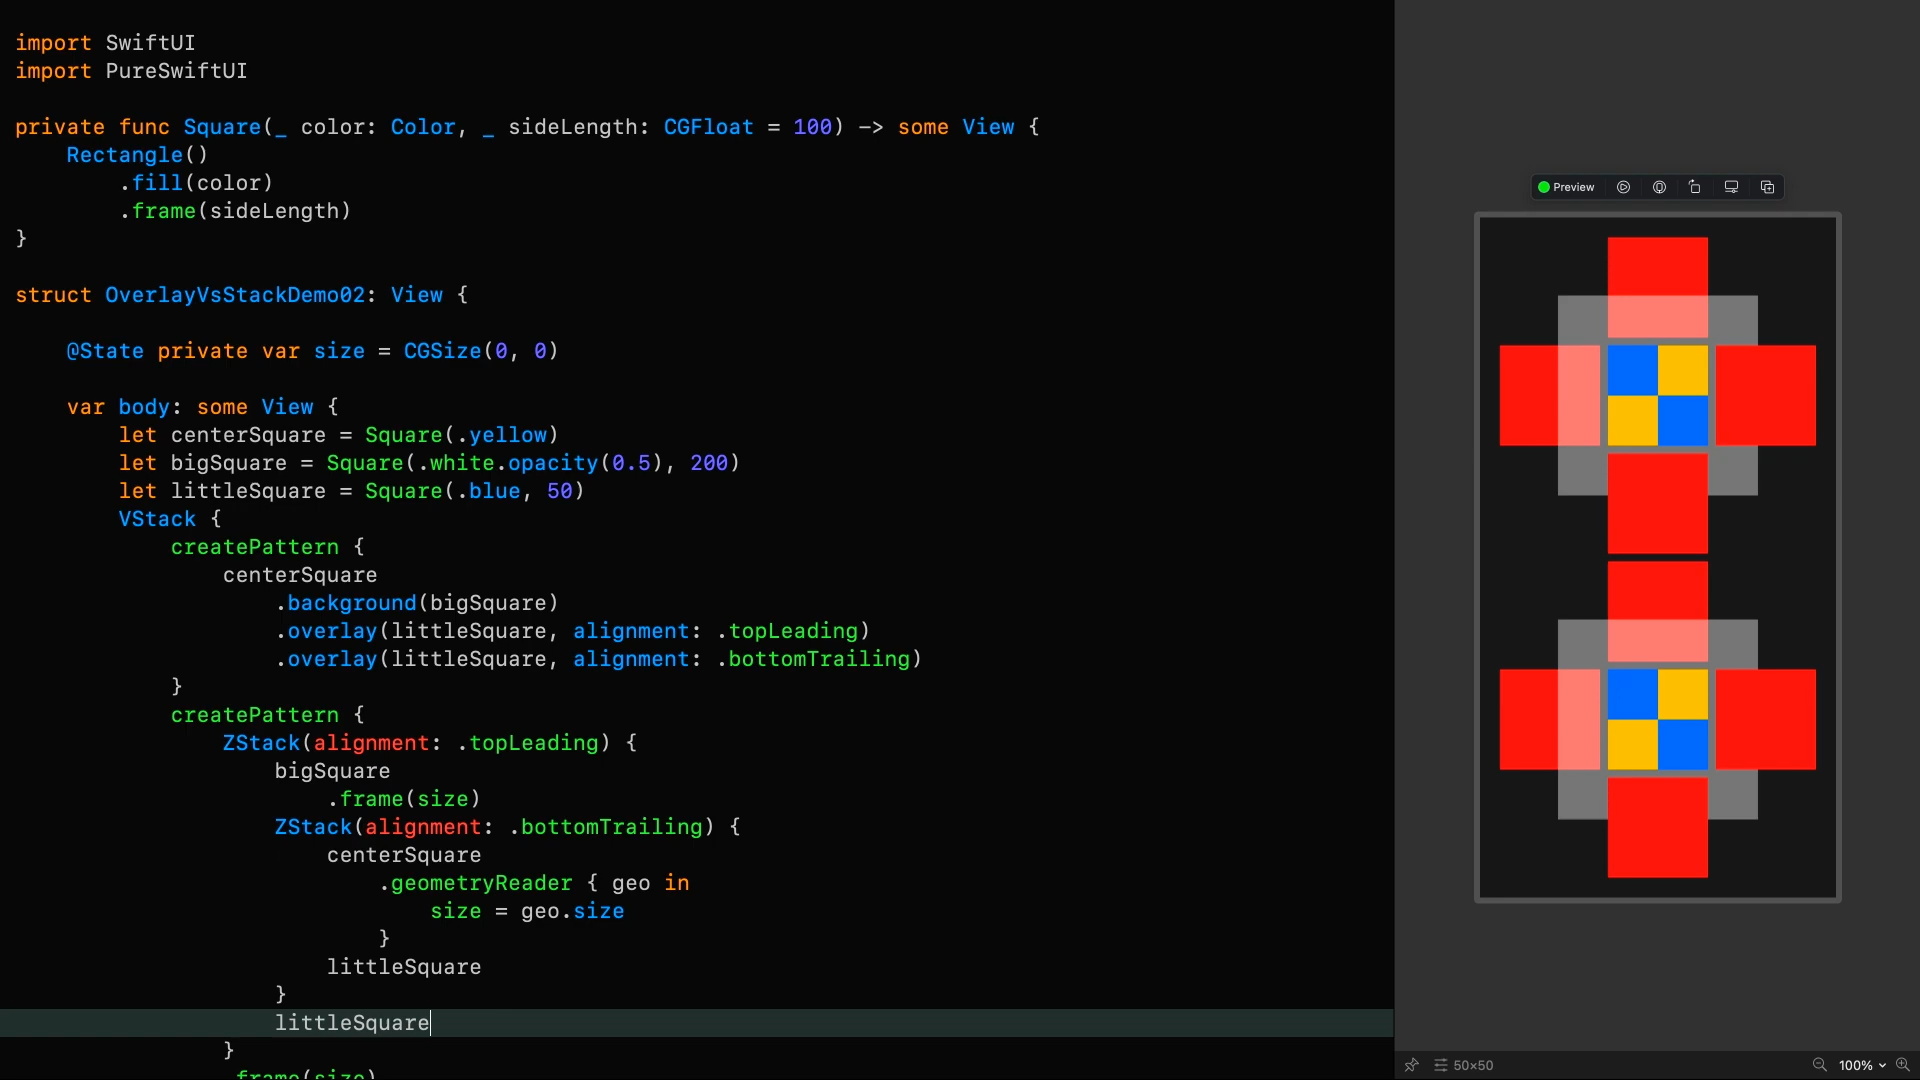 import SwiftUI
import PureSwiftUI
private func Square(_ color: Color, _ sideLength: CGFloat = 100) -> some View {
Rectangle()
.fill(color)
.frame(sideLength)
}
struct OverlayVsStackDemo02: View {
@State private var size = CGSize(0, 0)
var body: some View {
let centerSquare = Square(.yellow)
let bigSquare = Square(.white.opacity(0.5), 200)
let littleSquare = Square(.blue, 50)
VStack {
createPattern {
centerSquare
.background(bigSquare)
.overlay(littleSquare, alignment: .topLeading)
.overlay(littleSquare, alignment: .bottomTrailing)
}
createPattern {
ZStack(alignment: .topLeading) {
bigSquare
.frame(size)
ZStack(alignment: .bottomTrailing) {
centerSquare
.geometryReader { geo in
size = geo.size
}
littleSquare
}
littleSquare
}
.frame(size)
Preview
50×50
100%